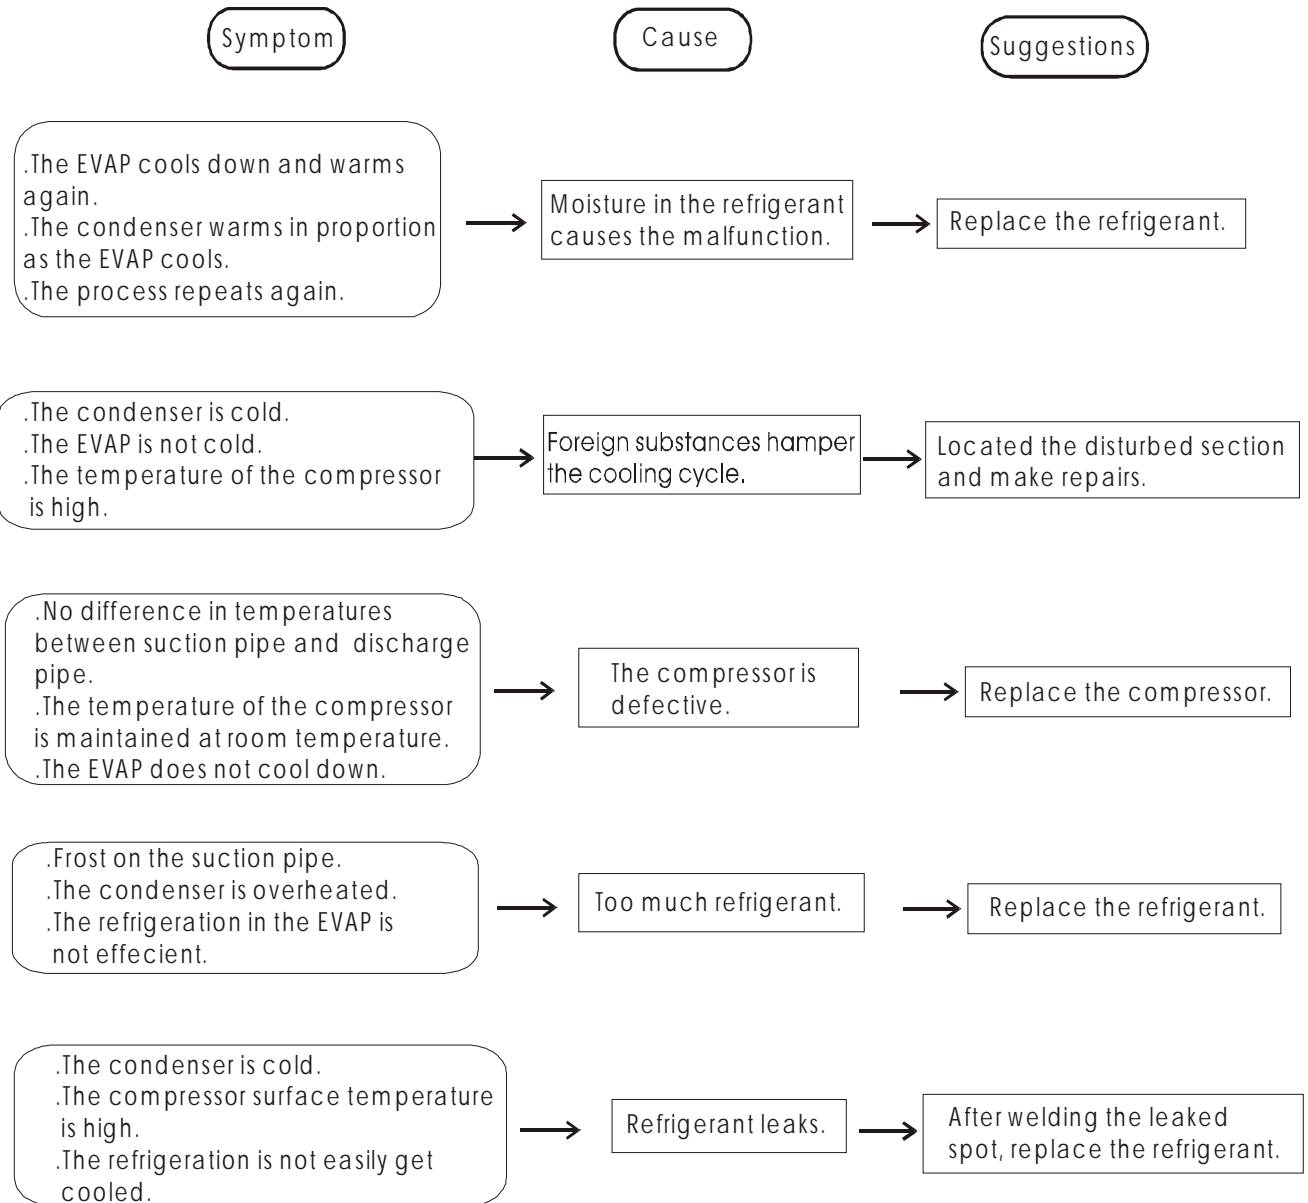 Symptom
Cause
Suggestions
.The EVAP cools down and warms
again.
.The condenser warms in proportion
as the EVAP cools.
.The process repeats again.
Moisture in the refrigerant
causes the malfunction.
Replace the refrigerant.
.The condenser is cold.
.The EVAP is not cold.
.The temperature of the compressor
is high.
Foreign substances hamper
the cooling cycle.
Located the disturbed section
and make repairs.
.No difference in temperatures
between suction pipe and discharge
pipe.
.The temperature of the compressor
is maintained at room temperature.
.The EVAP does not cool down.
The compressor is
defective.
Replace the compressor.
.Frost on the suction pipe.
.The condenser is overheated.
.The refrigeration in the EVAP is
not effecient.
Too much refrigerant.
Replace the refrigerant.
.The condenser is cold.
.The compressor surface temperature
is high.
.The refrigeration is not easily get
cooled.
Refrigerant leaks.
After welding the leaked
spot, replace the refrigerant.